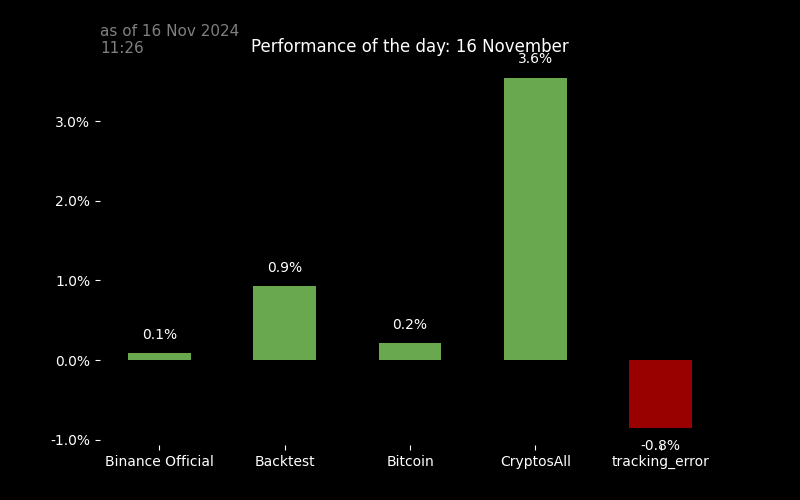 as of 16 Nov 2024
11:26
Performance of the day: 16 November
3.6%
3.0%
2.0%
1.0%
0.0%
-1.0%
0.1%
0.9%
0.2%
-0.8%
Binance Official
Backtest
Bitcoin
CryptosAll
tracking_error